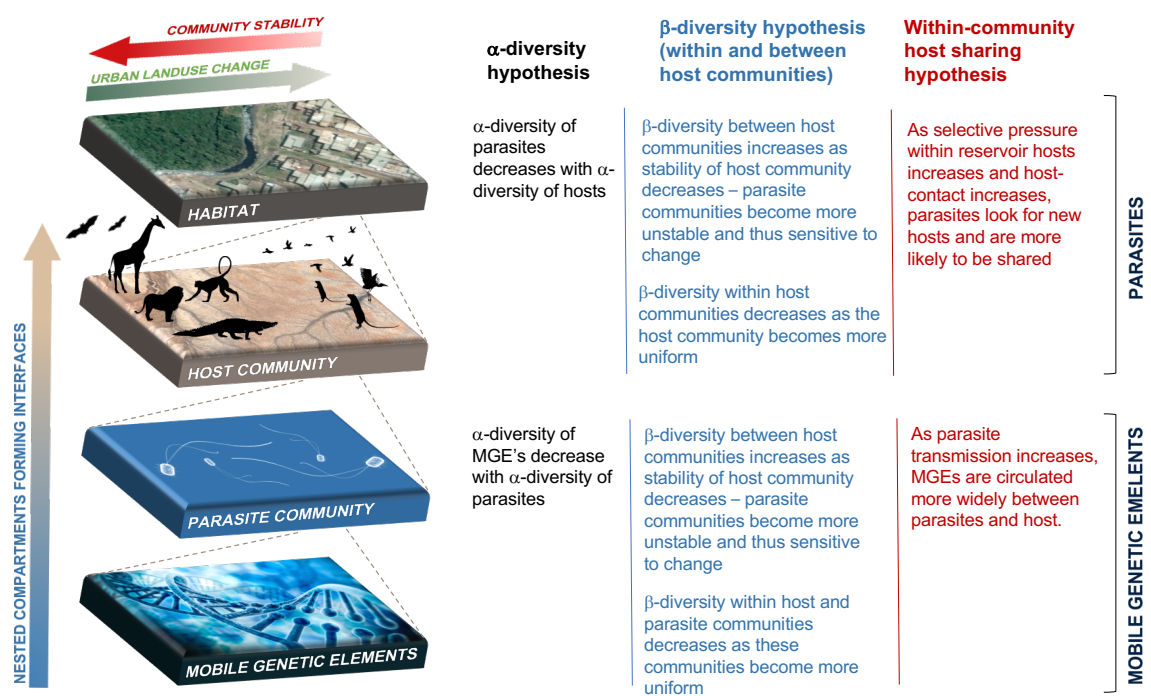 COMMUNITY STABILITY
URBAN LANDUSE CHANGE
α-diversity
hypothesis
β-diversity hypothesis
(within and between
host communities)
Within-community
host sharing
hypothesis
HABITAT
HOST COMMUNITY
PARASITE COMMUNITY
MOBILE GENETIC ELEMENTS
NESTED COMPARTMENTS FORMING INTERFACES
α-diversity of
parasites
decreases with α-
diversity of hosts
β-diversity between host
communities increases as
stability of host community
decreases – parasite
communities become more
unstable and thus sensitive to
change
β-diversity within host
communities decreases as the
host community becomes more
uniform
As selective pressure
within reservoir hosts
increases and host-
contact increases,
parasites look for new
hosts and are more
likely to be shared
PARASITES
α-diversity of
MGE's decrease
with α-diversity of
parasites
β-diversity between host
communities increases as
stability of host community
decreases – parasite
communities become more
unstable and thus sensitive
to change
β-diversity within host and
parasite communities
decreases as these
communities become more
uniform
As parasite
transmission increases,
MGEs are circulated
more widely between
parasites and host.
MOBILE GENETIC EMELENTS